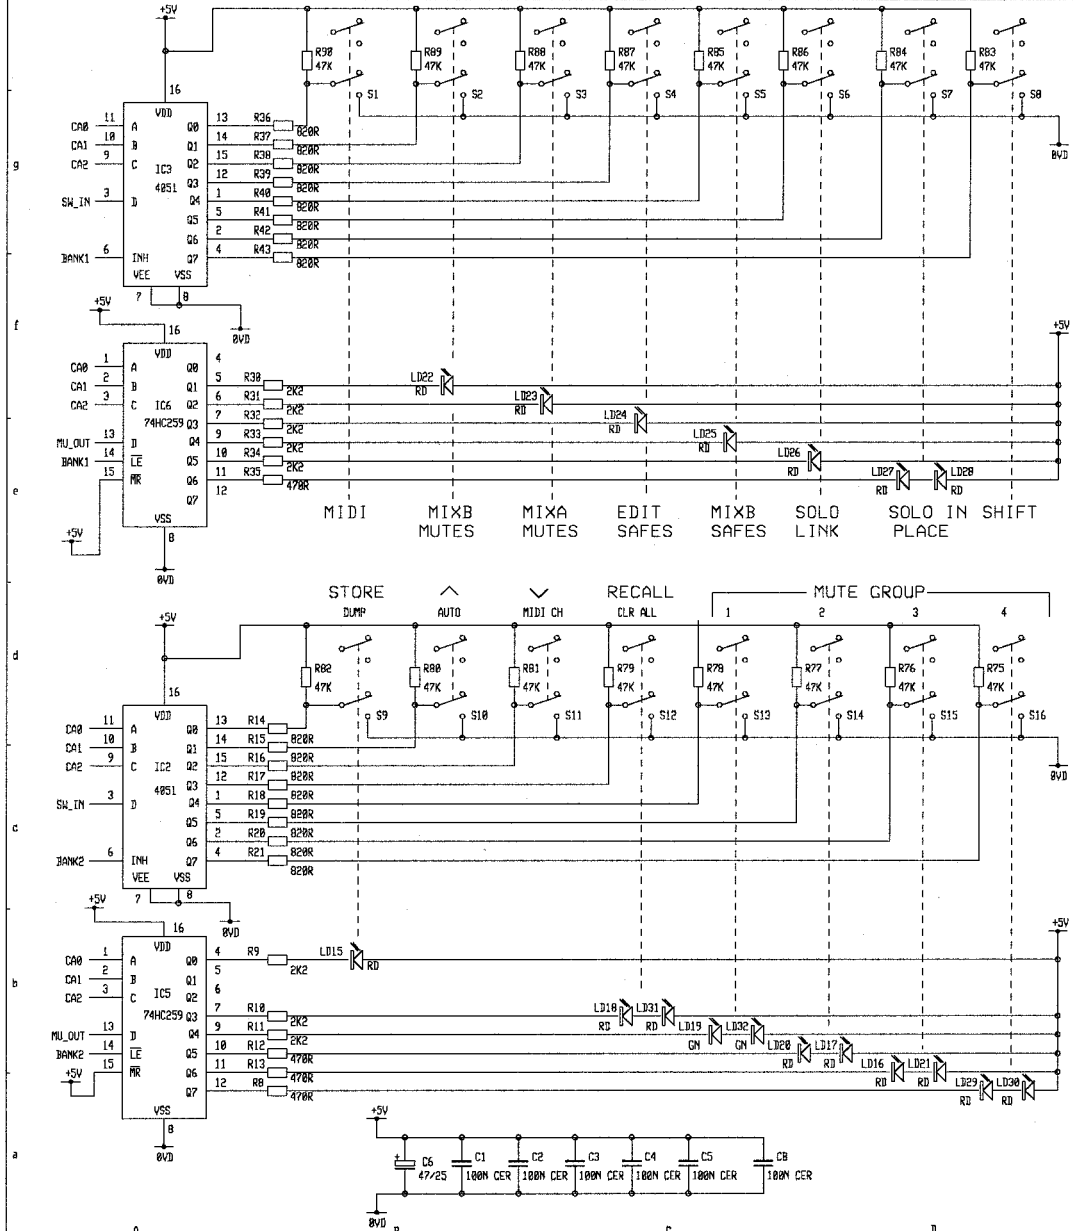 +5V
R90 47K S1
R89 47K S2
R88 47K S3
R87 47K S4
R85 47K S5
R86 47K S6
R84 47K S7
R83 47K S8
0VD
g
16
VDD
CA0 11 A Q0 13 R36 820R
CA1 10 B Q1 14 R37 820R
CA2 9 C Q2 15 R38 820R
IC3
Q3 12 R39 820R
4051
SW_IN 3 D Q4 1 R40 820R
Q5 5 R41 820R
Q6 2 R42 820R
BANK1 6 INH Q7 4 R43 820R
VEE VSS
7 8
0VD
f
+5V
+5V
16
VDD
CA0 1 A Q0 4
CA1 2 B Q1 5 R30 2K2 LD22 RD
CA2 3 C IC6 Q2 6 R31 2K2 LD23 RD
74HC259 Q3 7 R32 2K2 LD24 RD
MU_OUT 13 D Q4 9 R33 2K2 LD25 RD
BANK1 14 LE Q5 10 R34 2K2 LD26 RD
15 MR Q6 11 R35 470R LD27 RD LD28 RD
Q7 12
e
VSS
8
+5V
0VD
MIDI
MIXB MUTES
MIXA MUTES
EDIT SAFES
MIXB SAFES
SOLO LINK
SOLO IN PLACE
SHIFT
STORE DUMP
^ AUTO
v MIDI CH
RECALL CLR ALL
MUTE GROUP
1 2 3 4
d
+5V
R82 47K S9
R80 47K S10
R81 47K S11
R79 47K S12
R78 47K S13
R77 47K S14
R76 47K S15
R75 47K S16
0VD
16
VDD
CA0 11 A Q0 13 R14 820R
CA1 10 B Q1 14 R15 820R
CA2 9 C IC2 Q2 15 R16 820R
Q3 12 R17 820R
4051
SW_IN 3 D Q4 1 R18 820R
Q5 5 R19 820R
Q6 2 R20 820R
BANK2 6 INH Q7 4 R21 820R
VEE VSS
7 8
0VD
c
+5V
+5V
16
VDD
CA0 1 A Q0 4 R9 2K2 LD15 RD
CA1 2 B Q1 5
CA2 3 C IC5 Q2 6
74HC259 Q3 7 R10 2K2 LD18 RD LD31 RD
MU_OUT 13 D Q4 9 R11 2K2 LD19 GN LD32 GN
BANK2 14 LE Q5 10 R12 470R LD20 RD LD17 RD
15 MR Q6 11 R13 470R LD16 RD LD21 RD
Q7 12 R8 470R LD29 RD LD30 RD
+5V
VSS
8
0VD
b
+5V
C6 47/25
C1 100N CER
C2 100N CER
C3 100N CER
C4 100N CER
C5 100N CER
C8 100N CER
0VD
a